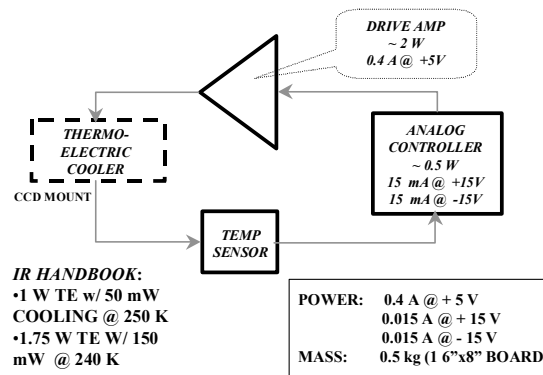 DRIVE AMP
~ 2 W
0.4 A @ +5V
THERMO-
ELECTRIC
COOLER
CCD MOUNT
ANALOG
CONTROLLER
~ 0.5 W
15 mA @ +15V
15 mA @ -15V
TEMP
SENSOR
IR HANDBOOK:
•1 W TE w/ 50 mW
COOLING @ 250 K
•1.75 W TE W/ 150
mW @ 240 K
POWER: 0.4 A @ + 5 V
0.015 A @ + 15 V
0.015 A @ - 15 V
MASS: 0.5 kg (1 6"x8" BOARD